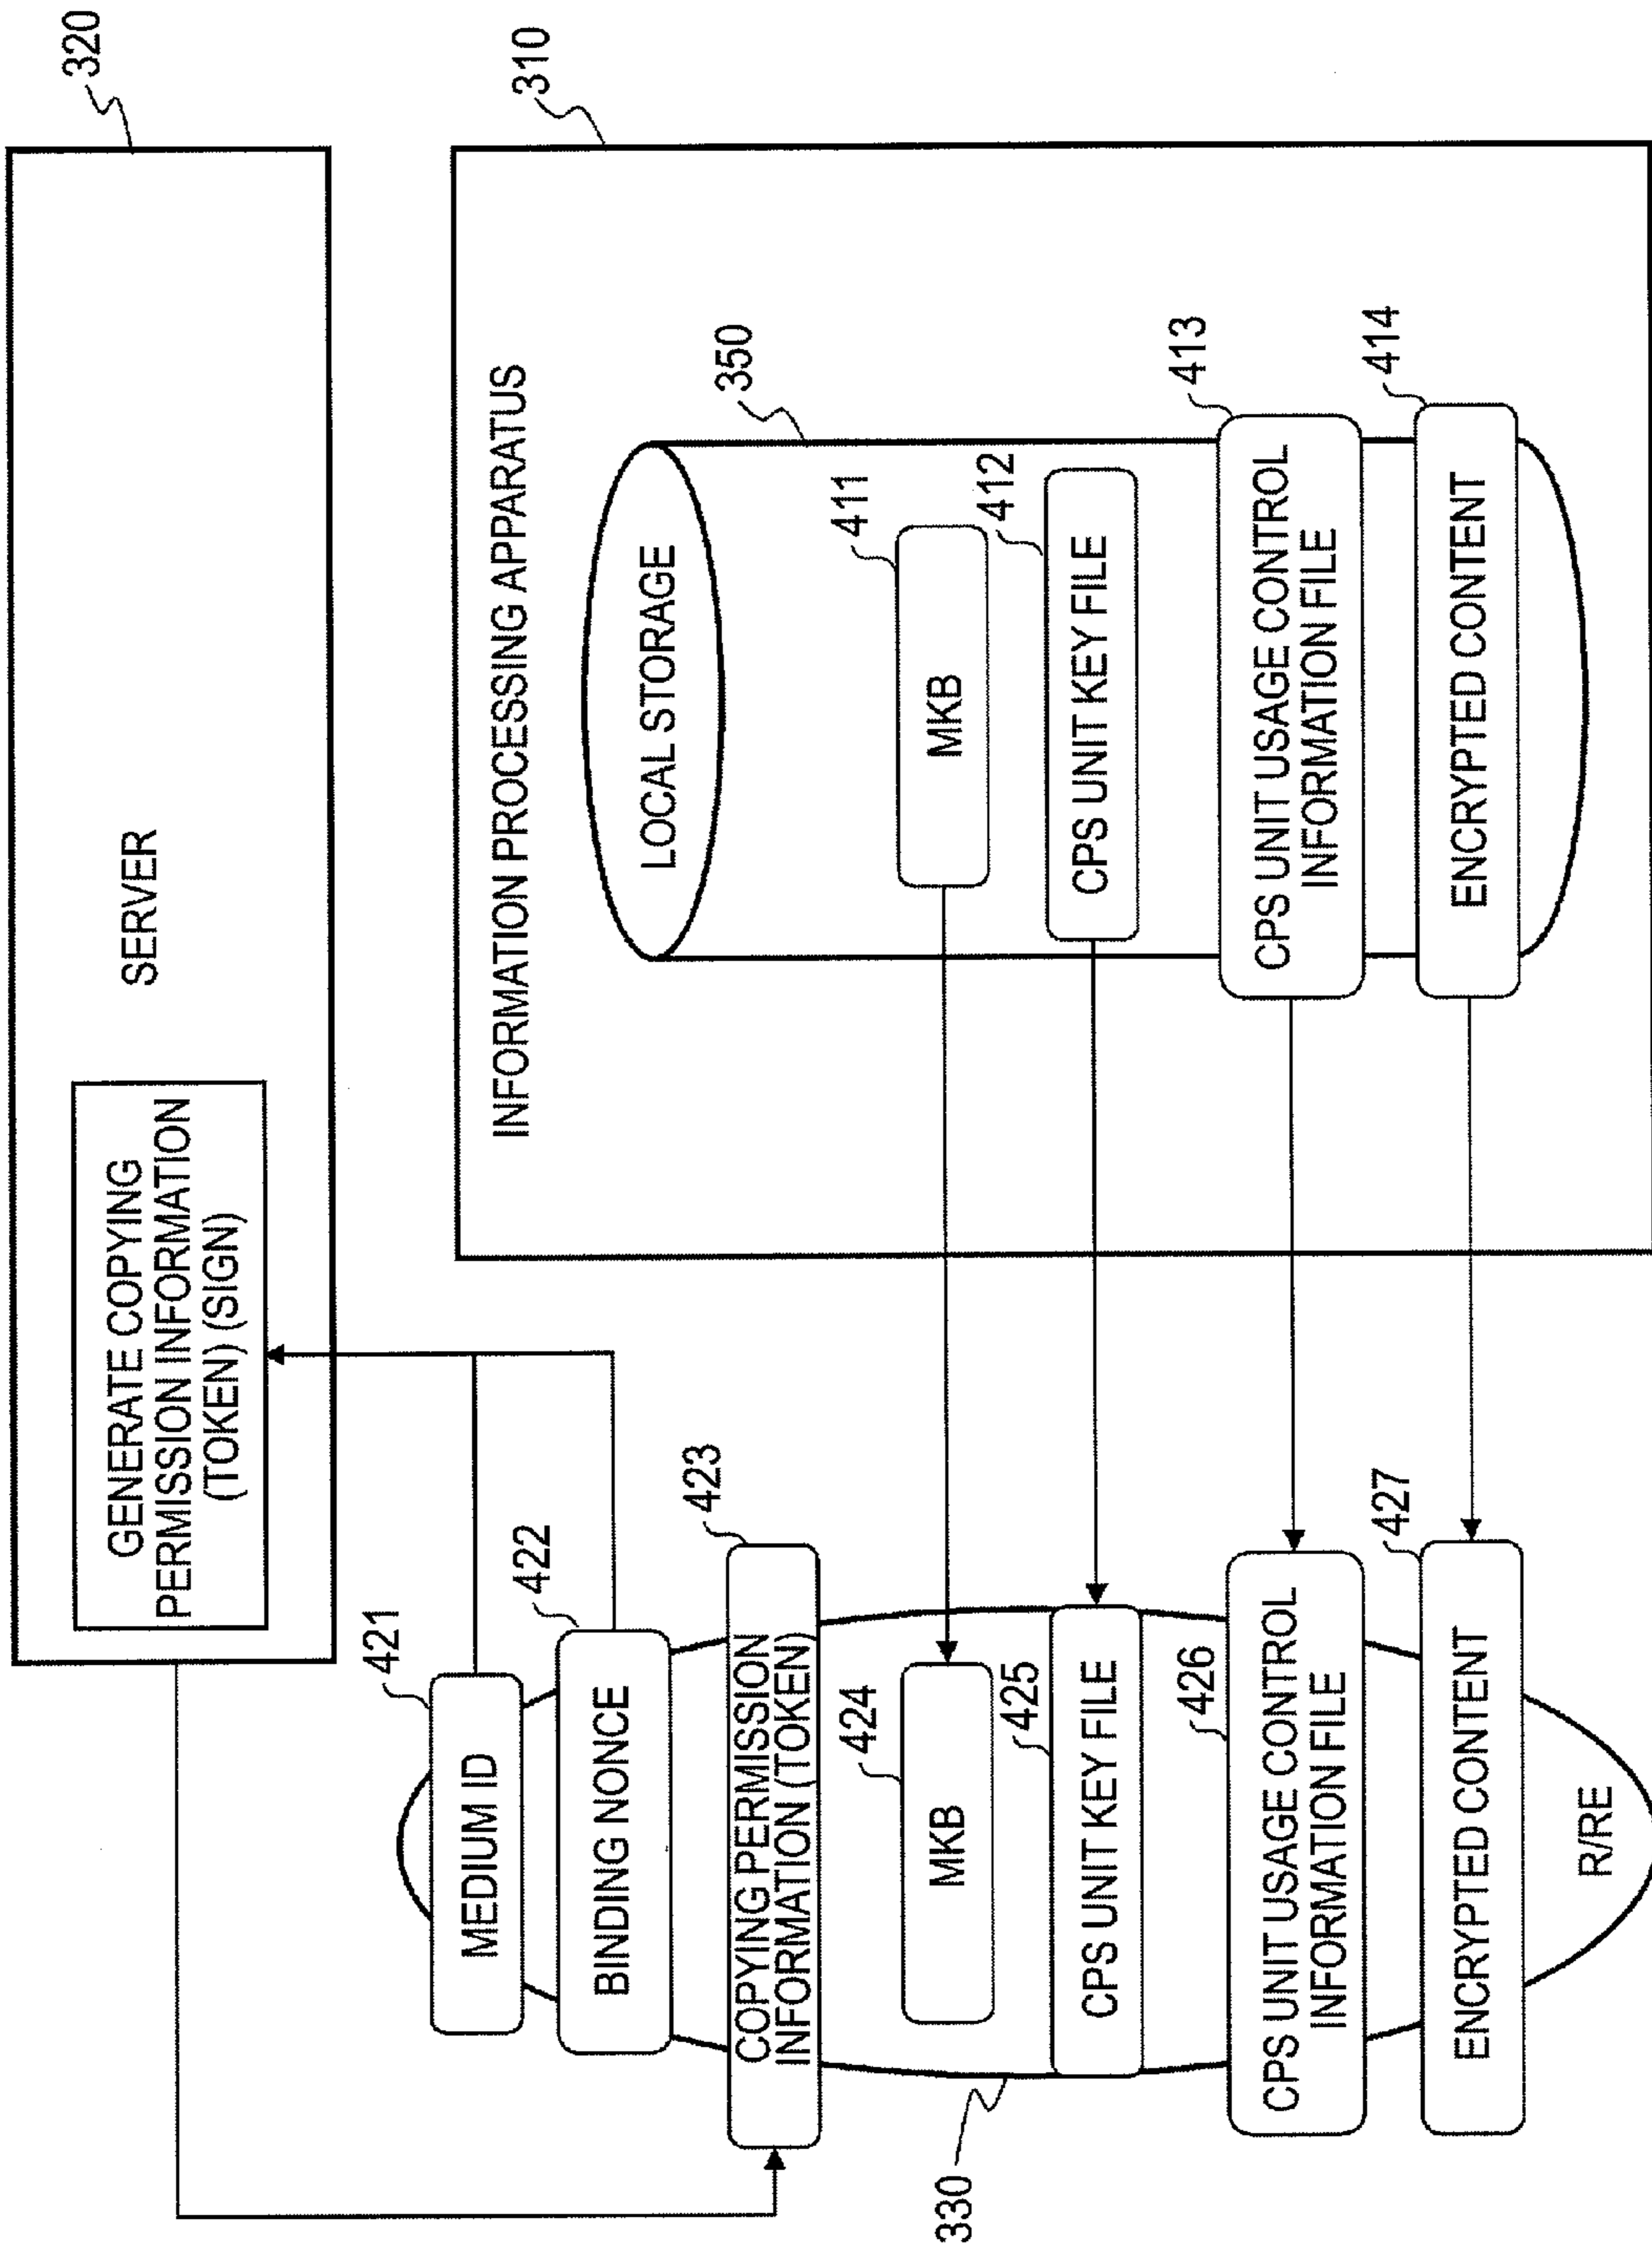 320
SERVER
GENERATE COPYING
PERMISSION INFORMATION
(TOKEN) (SIGN)
310
INFORMATION PROCESSING APPARATUS
350
LOCAL STORAGE
411
MKB
412
CPS UNIT KEY FILE
413
CPS UNIT USAGE CONTROL
INFORMATION FILE
414
ENCRYPTED CONTENT
421
MEDIUM ID
422
BINDING NONCE
423
COPYING PERMISSION
INFORMATION (TOKEN)
424
MKB
425
CPS UNIT KEY FILE
426
CPS UNIT USAGE CONTROL
INFORMATION FILE
427
ENCRYPTED CONTENT
R/RE
330